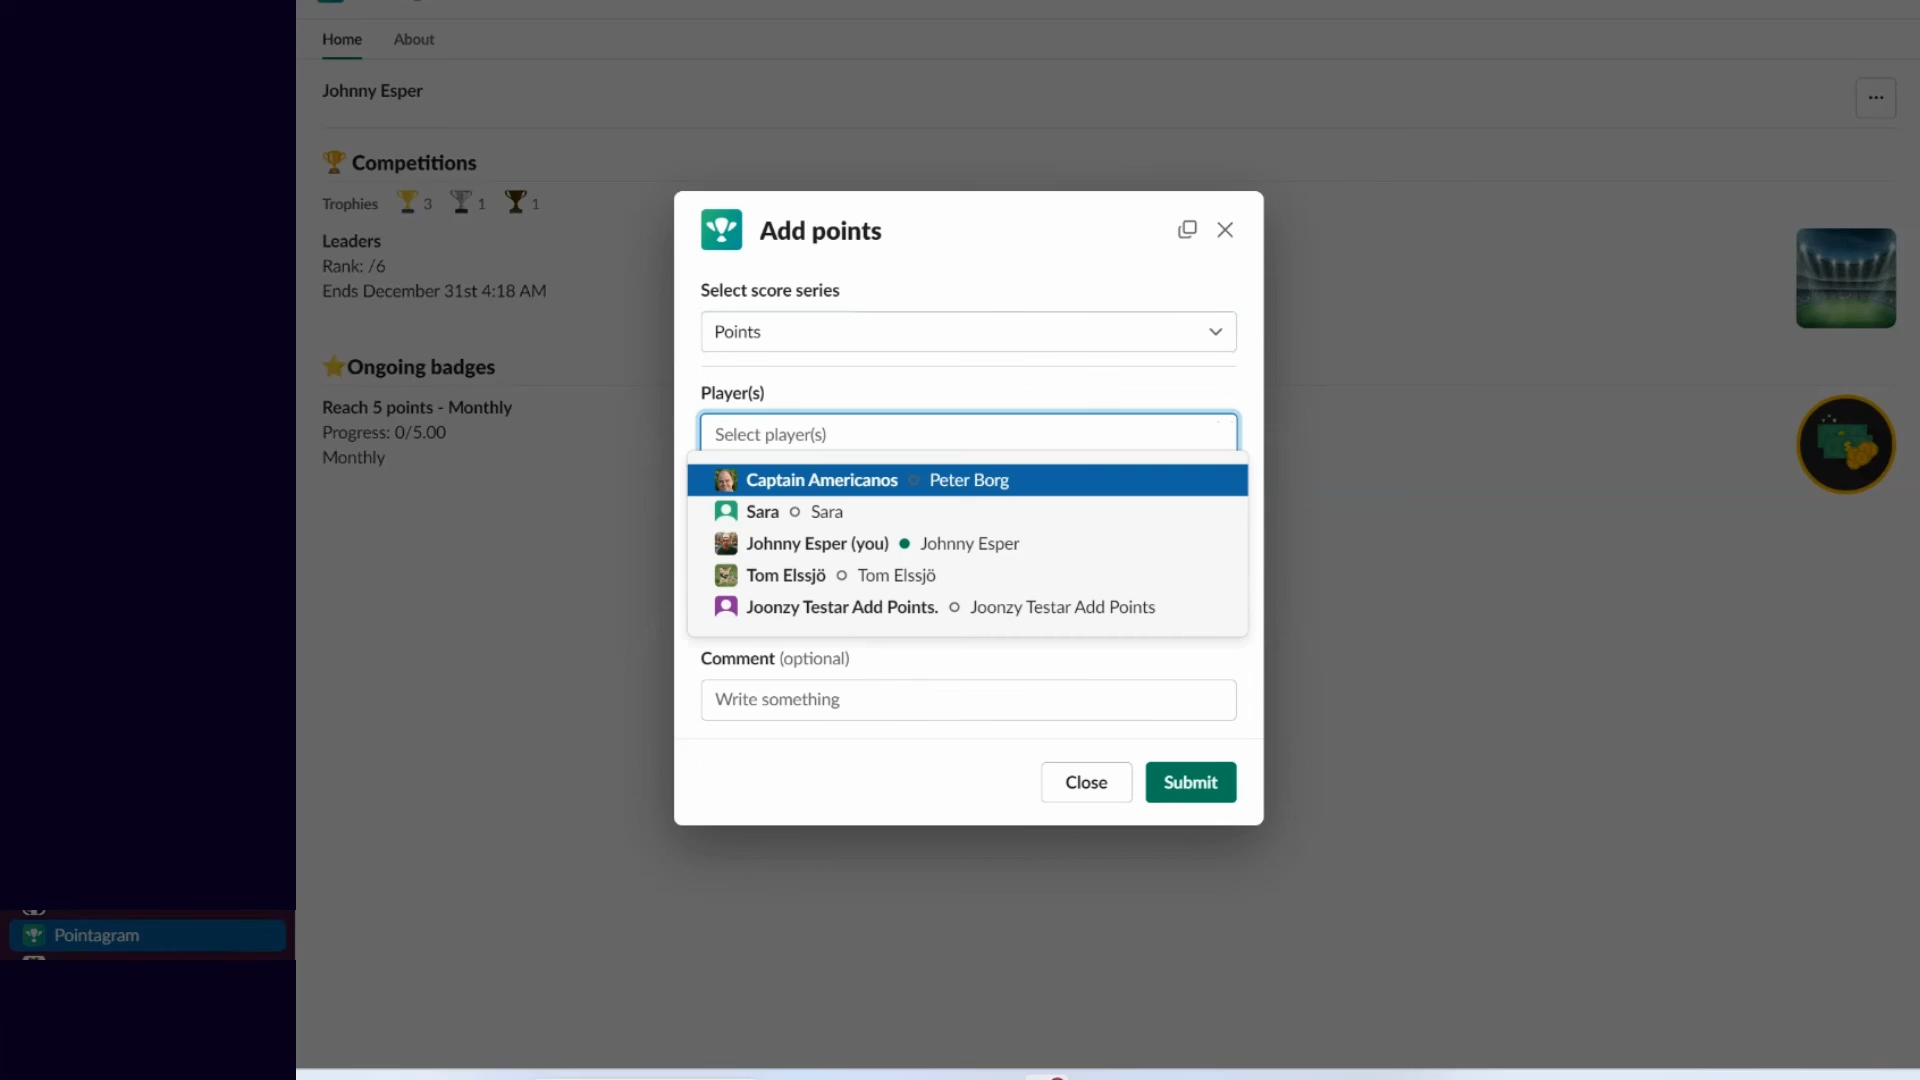 Home About
Johnny Esper
Competitions
Trophies 3 1 1
Leaders
Rank: /6
Ends December 31st 4:18 AM
Ongoing badges
Reach 5 points - Monthly
Progress: 0/5.00
Monthly
Pointagram
Add points
Select score series
Points
Player(s)
Select player(s)
Captain Americanos Peter Borg
Sara Sara
Johnny Esper (you) Johnny Esper
Tom Elssjö Tom Elssjö
Joonzy Testar Add Points. Joonzy Testar Add Points
Comment (optional)
Write something
Close Submit